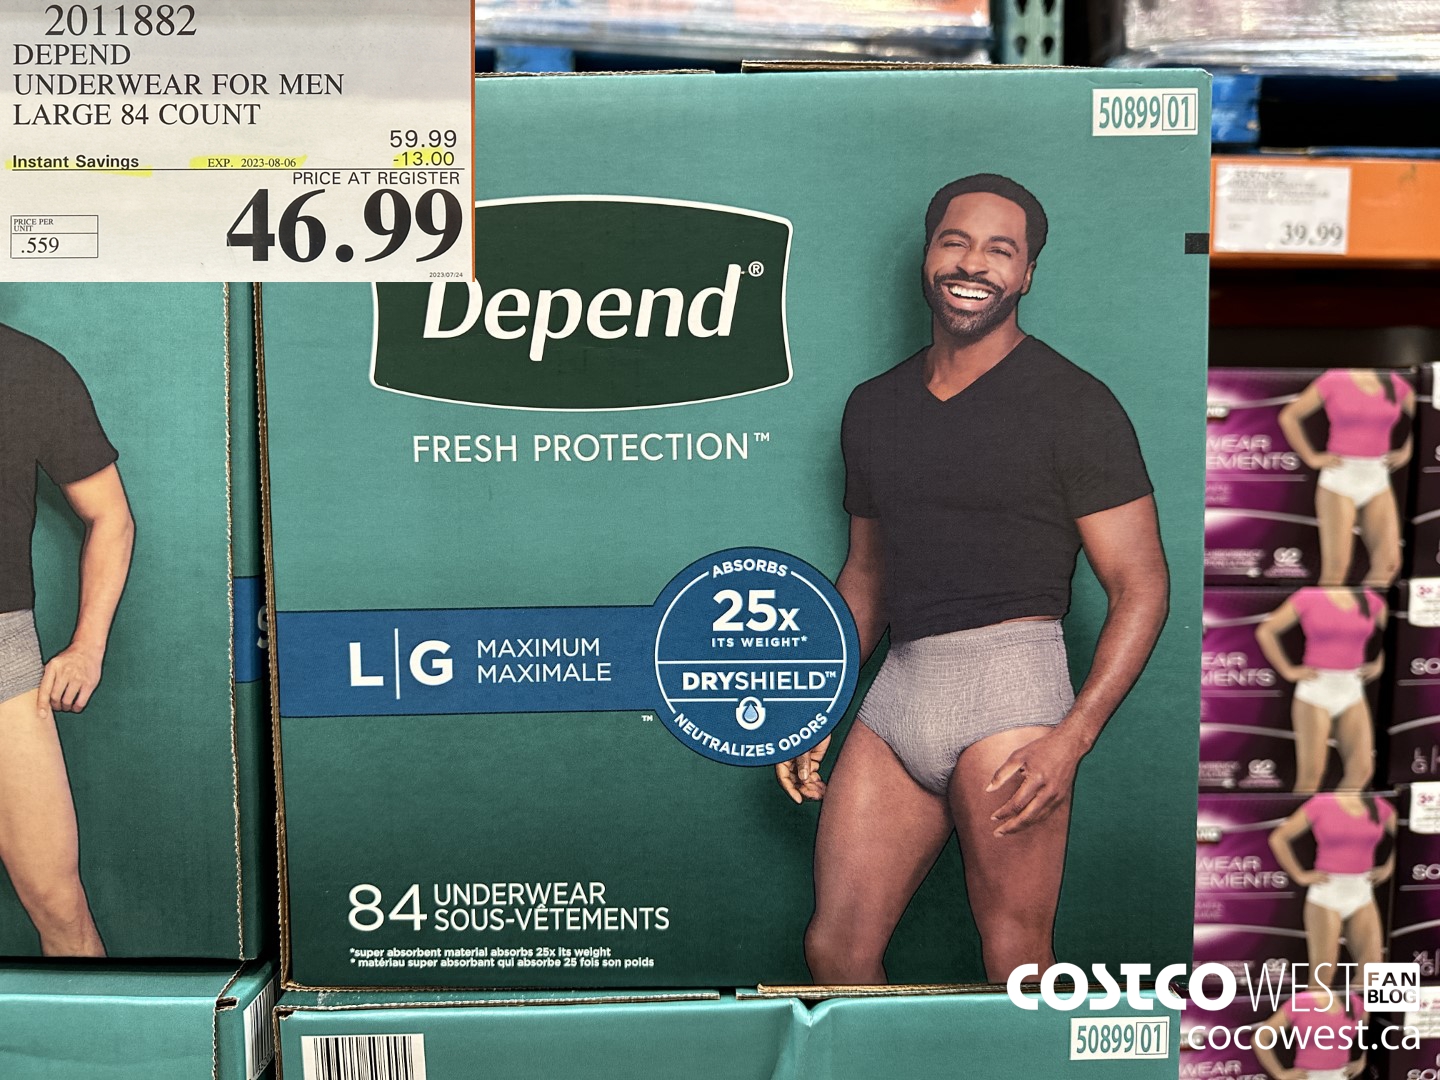 2011882
DEPEND
UNDERWEAR FOR MEN
LARGE 84 COUNT
59.99
Instant Savings EXP. 2023-08-06 -13.00
PRICE AT REGISTER
46.99
PRICE PER
UNIT
.559
2023/07/24
50899 01
39.99
Depend®
FRESH PROTECTION™
ABSORBS
25x
ITS WEIGHT*
DRYSHIELD™
NEUTRALIZES ODORS
™
L|G MAXIMUM
MAXIMALE
84 UNDERWEAR
SOUS-VÊTEMENTS
*super absorbent material absorbs 25x its weight
* matériau super absorbant qui absorbe 25 fois son poids
50899 01
COSTCO WEST FAN
BLOG
cocowest.ca